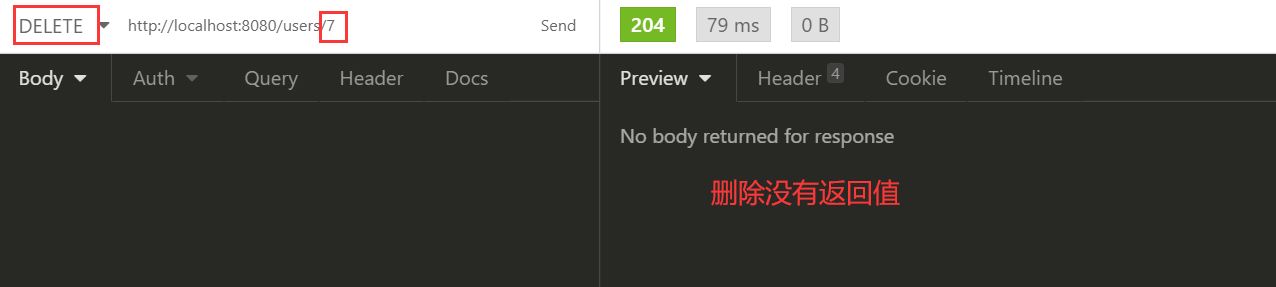 DELETE http://localhost:8080/users/7 Send
204 79 ms 0 B
Body Auth Query Header Docs
Preview Header 4 Cookie Timeline
No body returned for response
删除没有返回值